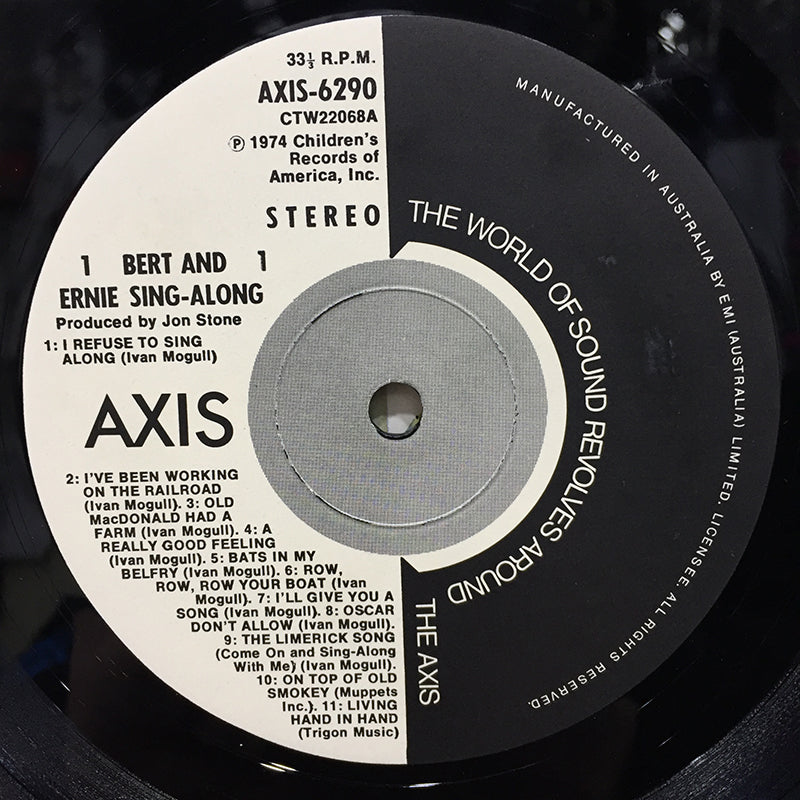 33⅓ R.P.M.
AXIS-6290
CTW22068A
Ⓟ 1974 Children's
Records of
America, Inc.
STEREO
1 BERT AND 1
ERNIE SING-ALONG
Produced by Jon Stone
1: I REFUSE TO SING
ALONG (Ivan Mogull)
AXIS
2: I'VE BEEN WORKING
ON THE RAILROAD
(Ivan Mogull). 3: OLD
MacDONALD HAD A
FARM (Ivan Mogull). 4: A
REALLY GOOD FEELING
(Ivan Mogull). 5: BATS IN MY
BELFRY (Ivan Mogull). 6: ROW,
ROW, ROW YOUR BOAT (Ivan
Mogull). 7: I'LL GIVE YOU A
SONG (Ivan Mogull). 8: OSCAR
DON'T ALLOW (Ivan Mogull).
9: THE LIMERICK SONG
(Come On and Sing-Along
With Me) (Ivan Mogull).
10: ON TOP OF OLD
SMOKEY (Muppets
Inc.). 11: LIVING
HAND IN HAND
(Trigon Music)
THE WORLD OF SOUND REVOLVES AROUND
THE AXIS
MANUFACTURED IN AUSTRALIA BY EMI (AUSTRALIA) LIMITED. LICENSEE. ALL RIGHTS RESERVED.